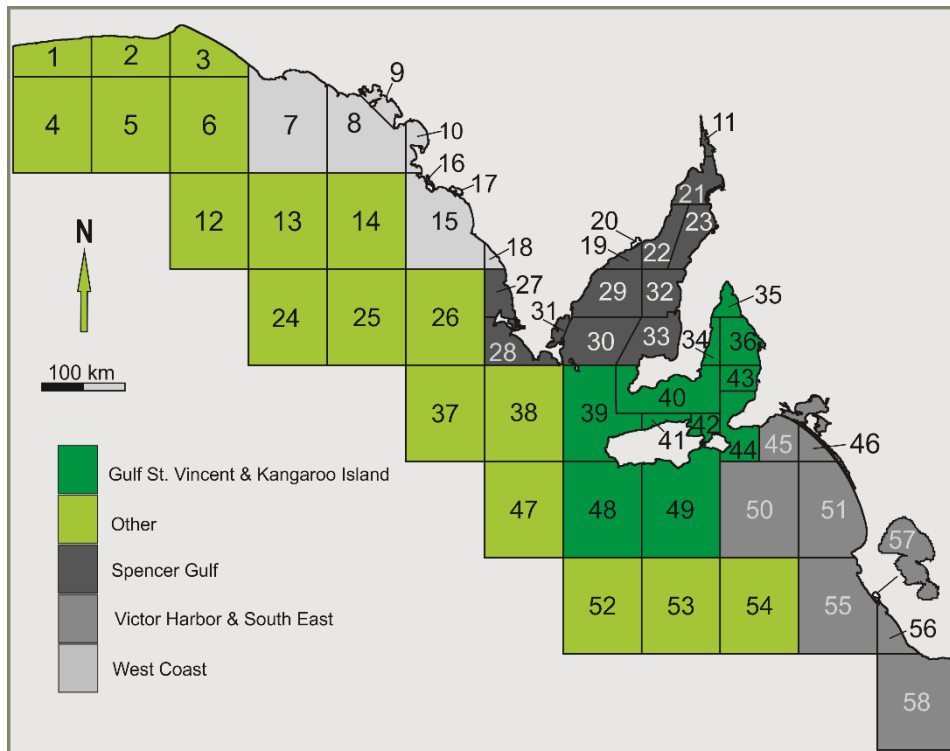 1 2 3
9
4 5 6 7 8 10
11
16
17
21
12 13 14 15 20 23
N
19 22
18
27 29 32 35
24 25 26 31
28 30 33 34 36
100 km
43
37 38 39 40
41 42 44 45 46
Gulf St. Vincent & Kangaroo Island
47 48 49 50 51
Other
57
Spencer Gulf
52 53 54 55
Victor Harbor & South East
56
West Coast
58